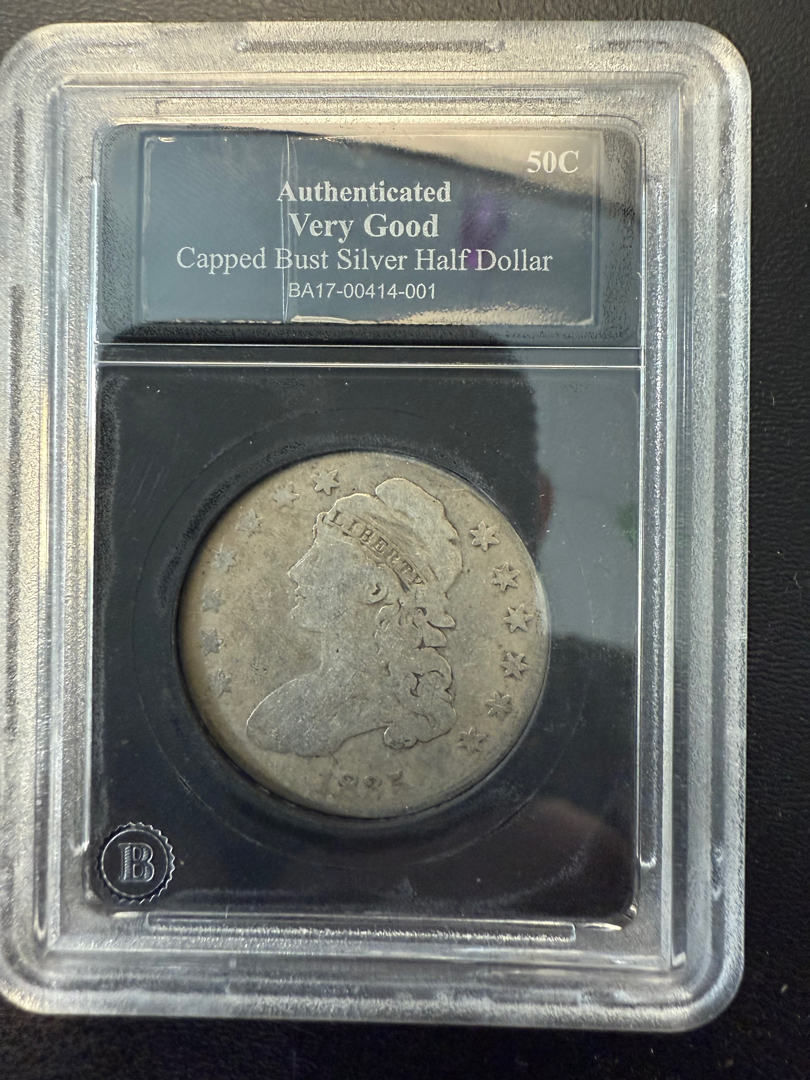 50C
Authenticated
Very Good
Capped Bust Silver Half Dollar
BA17-00414-001
LIBERTY
B